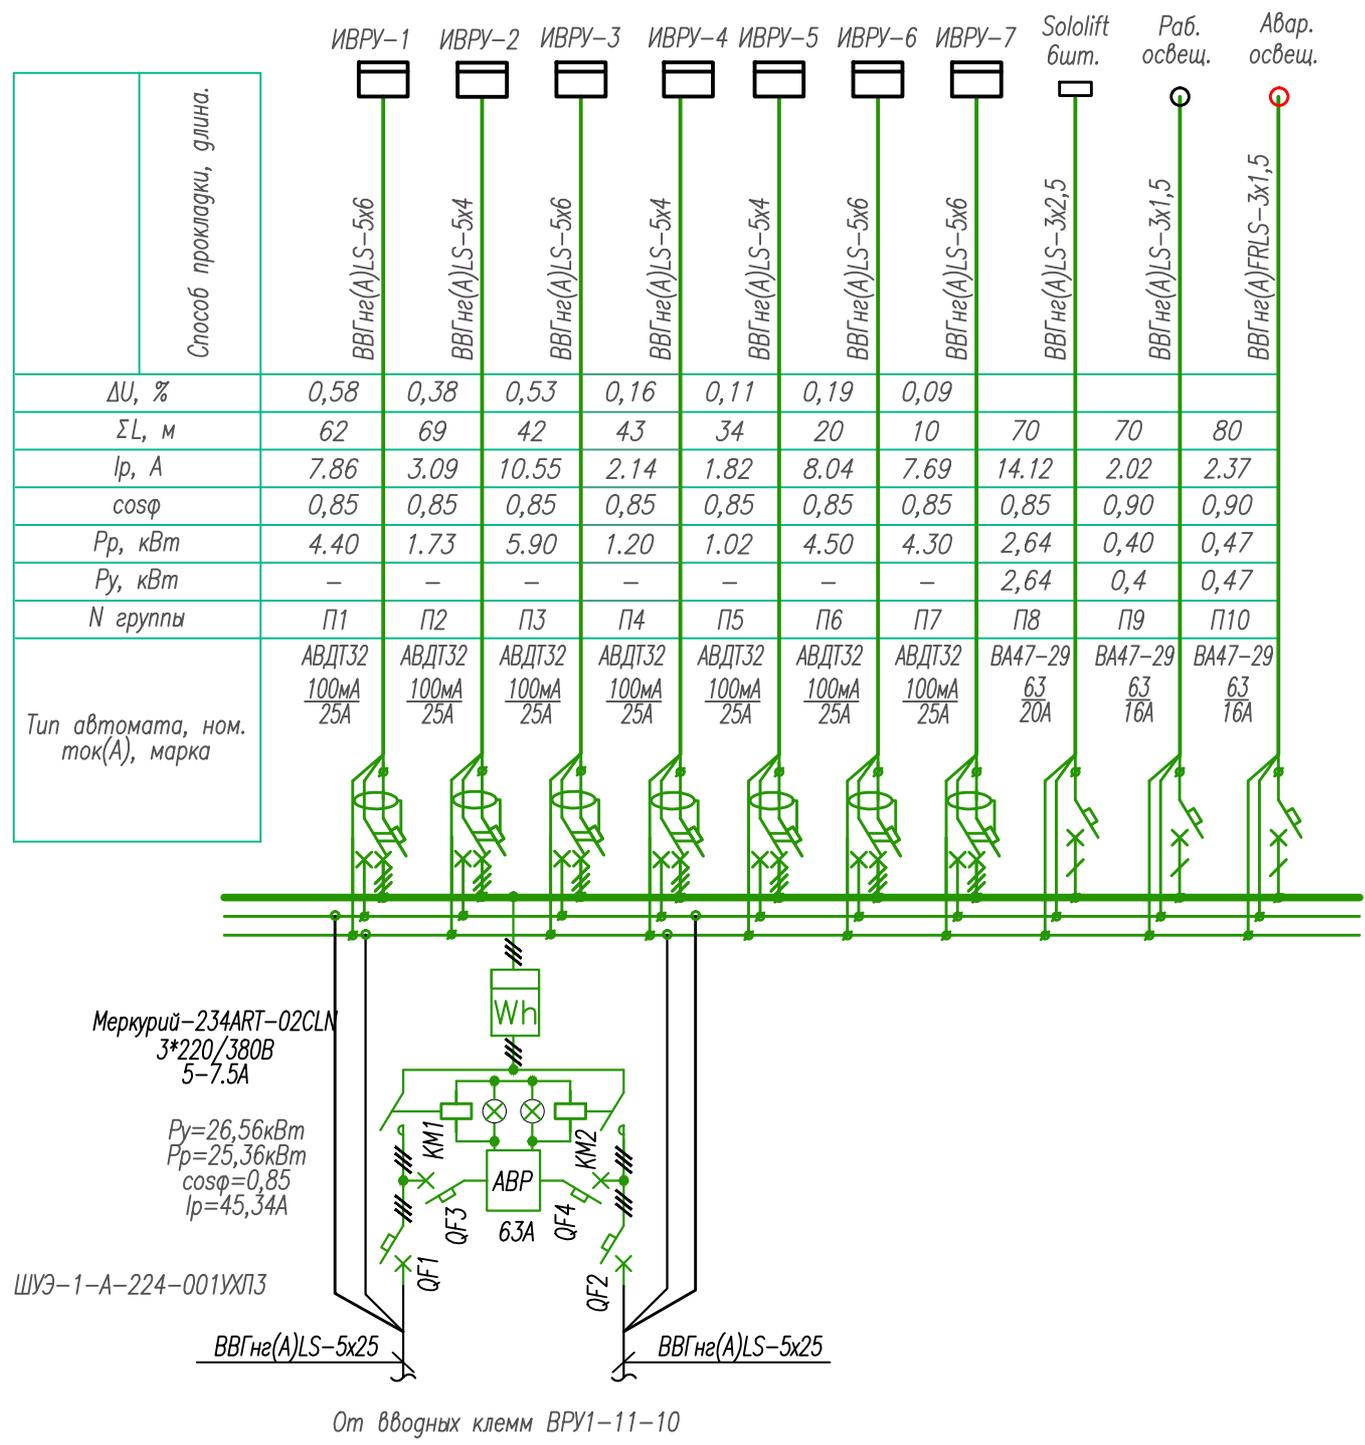 ИВРУ-1 ИВРУ-2 ИВРУ-3 ИВРУ-4 ИВРУ-5 ИВРУ-6 ИВРУ-7
Sololift
6шт.
Раб.
освещ.
Авар.
освещ.
Способ прокладки, длина.
ВВГнг(А)LS-5х6
ВВГнг(А)LS-5х4
ВВГнг(А)LS-5х6
ВВГнг(А)LS-5х4
ВВГнг(А)LS-5х4
ВВГнг(А)LS-5х6
ВВГнг(А)LS-5х6
ВВГнг(А)LS-3х2,5
ВВГнг(А)LS-3х1,5
ВВГнг(А)FRLS-3х1,5
ΔU, % 0,58 0,38 0,53 0,16 0,11 0,19 0,09
ΣL, м 62 69 42 43 34 20 10 70 70 80
Iр, А 7.86 3.09 10.55 2.14 1.82 8.04 7.69 14.12 2.02 2.37
cosφ 0,85 0,85 0,85 0,85 0,85 0,85 0,85 0,85 0,90 0,90
Рр, кВт 4.40 1.73 5.90 1.20 1.02 4.50 4.30 2,64 0,40 0,47
Ру, кВт – – – – – – – 2,64 0,4 0,47
N группы П1 П2 П3 П4 П5 П6 П7 П8 П9 П10
Тип автомата, ном.
ток(А), марка
АВДТ32 АВДТ32 АВДТ32 АВДТ32 АВДТ32 АВДТ32 АВДТ32 ВА47-29 ВА47-29 ВА47-29
100мА 100мА 100мА 100мА 100мА 100мА 100мА 63 63 63
25А 25А 25А 25А 25А 25А 25А 20А 16А 16А
Wh
Меркурий-234ART-02CLN
3*220/380В
5-7.5А
КМ1
КМ2
Ру=26,56кВт
Рр=25,36кВт
cosφ=0,85
Iр=45,34А
АВР
63А
QF3
QF4
QF1
QF2
ШУЭ-1-А-224-001УХЛ3
ВВГнг(А)LS-5х25
ВВГнг(А)LS-5х25
От вводных клемм ВРУ1-11-10